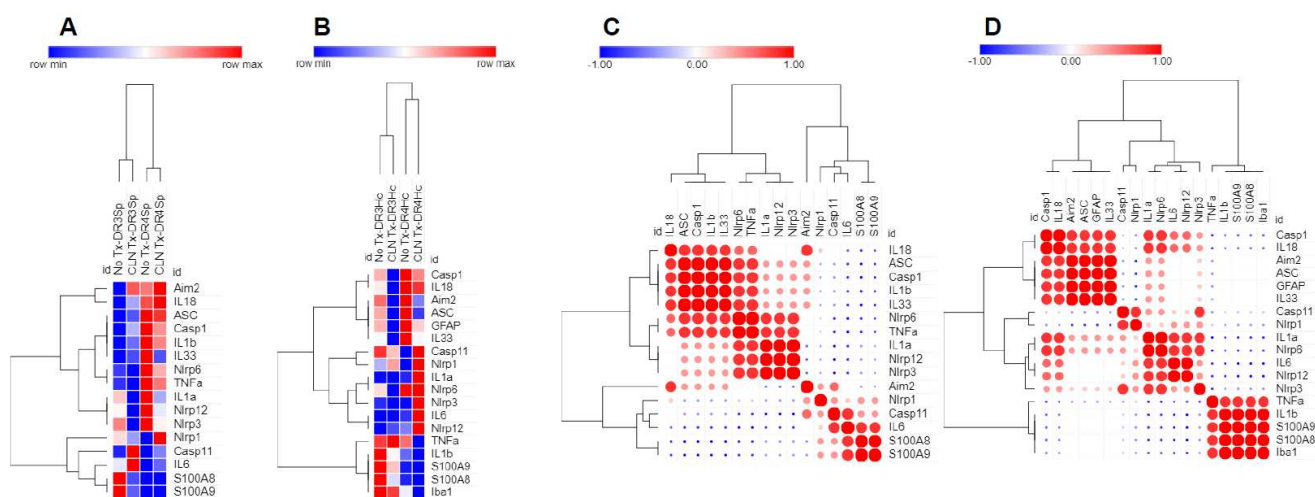 A
B
C
D
row min
row max
row min
row max
-1.00
0.00
1.00
-1.00
0.00
1.00
id
No Tx-DR3Sp
CLN Tx-DR3Sp
No Tx-DR4Sp
CLN Tx-DR4Sp
id
Aim2
IL18
ASC
Casp1
IL1b
IL33
Nlrp6
TNFa
IL1a
Nlrp12
Nlrp3
Nlrp1
Casp11
IL6
S100A8
S100A9
id
No Tx-DR3Hc
CLN Tx-DR3Hc
No Tx-DR4Hc
CLN Tx-DR4Hc
id
Casp1
IL18
Aim2
ASC
GFAP
IL33
Casp11
Nlrp1
IL1a
Nlrp6
Nlrp3
IL6
Nlrp12
TNFa
IL1b
S100A9
S100A8
Iba1
id
IL18
ASC
Casp1
IL1b
IL33
Nlrp6
TNFa
IL1a
Nlrp12
Nlrp3
Aim2
Nlrp1
Casp11
IL6
S100A8
S100A9
id
IL18
ASC
Casp1
IL1b
IL33
Nlrp6
TNFa
IL1a
Nlrp12
Nlrp3
Aim2
Nlrp1
Casp11
IL6
S100A8
S100A9
id
Casp1
IL18
Aim2
ASC
GFAP
IL33
Casp11
Nlrp1
IL1a
Nlrp6
IL6
Nlrp12
Nlrp3
TNFa
IL1b
S100A9
S100A8
Iba1
id
Casp1
IL18
Aim2
ASC
GFAP
IL33
Casp11
Nlrp1
IL1a
Nlrp6
IL6
Nlrp12
Nlrp3
TNFa
IL1b
S100A9
S100A8
Iba1